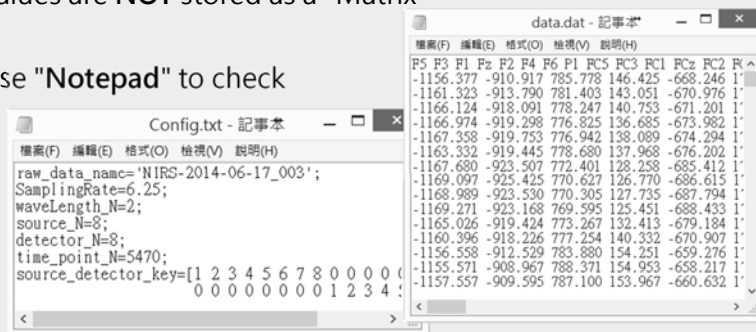 alues are NOT stored as a "Matrix"
se "Notepad" to check
Config.txt - 記事本
檔案(F) 編輯(E) 格式(O) 檢視(V) 說明(H)
raw_data_name='NIRS-2014-06-17_003';
SamplingRate=6.25;
waveLength_N=2;
source_N=8;
detector_N=8;
time_point_N=5470;
source_detector_key=[1 2 3 4 5 6 7 8 0 0 0 0 0
0 0 0 0 0 0 0 0 1 2 3 4
data.dat - 記事本
檔案(F) 編輯(E) 格式(O) 檢視(V) 說明(H)
F5 F3 F1 Fz F2 F4 F6 P1 FC5 FC3 FC1 FCz FC2
-1156.377 -910.917 785.778 146.425 -668.246
-1161.323 -913.790 781.403 143.051 -670.976
-1166.124 -918.091 778.247 140.753 -671.201
-1166.974 -919.298 776.825 136.685 -673.982
-1167.358 -919.753 776.942 138.089 -674.294
-1163.332 -919.445 778.680 137.968 -676.202
-1167.680 -923.507 772.401 128.258 -685.412
-1169.097 -925.425 770.627 126.770 -686.615
-1168.989 -923.530 770.305 127.735 -687.794
-1169.271 -923.168 769.595 125.451 -688.433
-1165.026 -919.424 773.267 132.413 -679.184
-1160.396 -918.226 777.254 140.332 -670.907
-1156.558 -912.529 783.880 154.251 -659.276
-1155.571 -908.967 788.371 154.953 -658.217
-1157.557 -909.595 787.100 153.967 -660.632